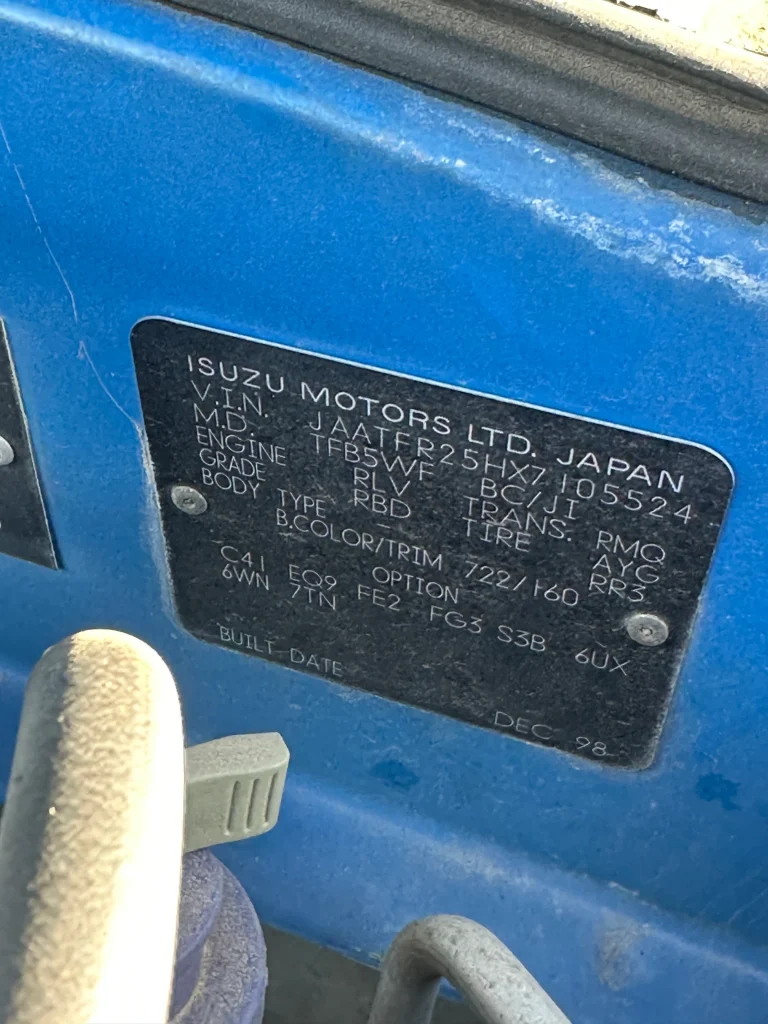 ISUZU MOTORS LTD. JAPAN
V.I.N. JAATFR25HX7105524
M.D. TFB5WF BC/JI
ENGINE RLV TRANS. RMQ
GRADE RBD TIRE AYG
BODY TYPE - RR3
B.COLOR/TRIM 722/160
OPTION
C41 EQ9 FE2 FG3 S3B 6UX
6WN 7TN
BUILT DATE
DEC 98